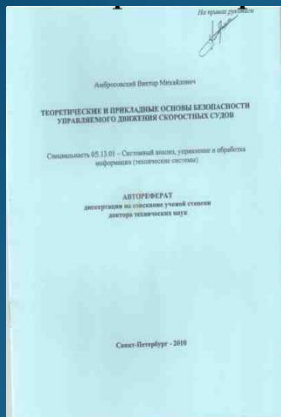 На правах рукописи
Амбросовский Виктор Михайлович
ТЕОРЕТИЧЕСКИЕ И ПРИКЛАДНЫЕ ОСНОВЫ БЕЗОПАСНОСТИ
УПРАВЛЯЕМОГО ДВИЖЕНИЯ СКОРОСТНЫХ СУДОВ
Специальность 05.13.01 – Системный анализ, управление и обработка
информации (технические системы)
АВТОРЕФЕРАТ
диссертации на соискание ученой степени
доктора технических наук
Санкт-Петербург - 2010